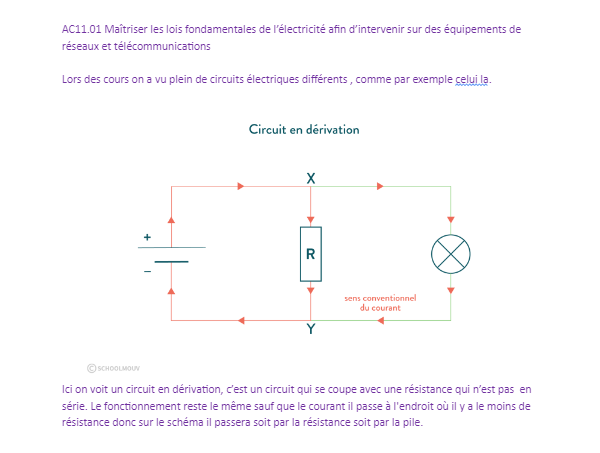 AC11.01 Maîtriser les lois fondamentales de l'électricité afin d'intervenir sur des équipements de
réseaux et télécommunications
Lors des cours on a vu plein de circuits électriques différents , comme par exemple celui la.
Circuit en dérivation
X
+
R
–
sens conventionnel
du courant
Y
© SCHOOLMOUV
Ici on voit un circuit en dérivation, c'est un circuit qui se coupe avec une résistance qui n'est pas en
série. Le fonctionnement reste le même sauf que le courant il passe à l'endroit où il y a le moins de
résistance donc sur le schéma il passera soit par la résistance soit par la pile.